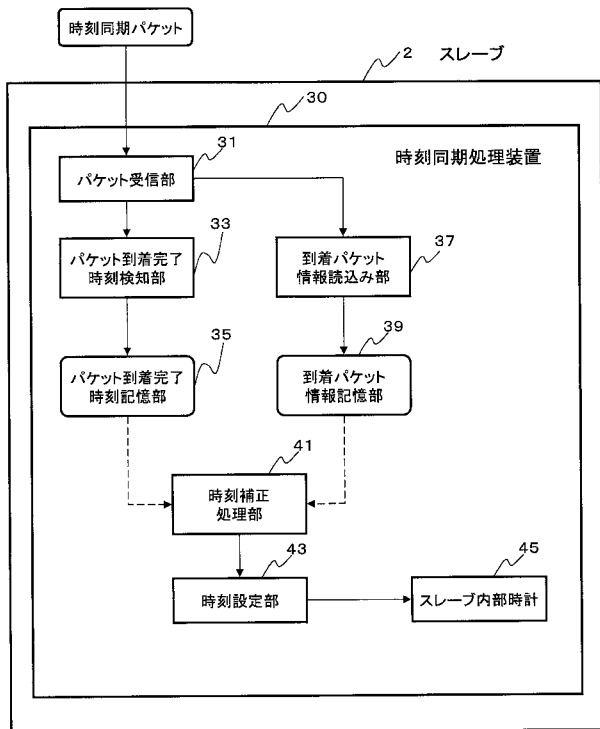 時刻同期パケット
2 スレーブ
30
時刻同期処理装置
31
パケット受信部
33
パケット到着完了
時刻検知部
37
到着パケット
情報読込み部
35
パケット到着完了
時刻記憶部
39
到着パケット
情報記憶部
41
時刻補正
処理部
43
時刻設定部
45
スレーブ内部時計